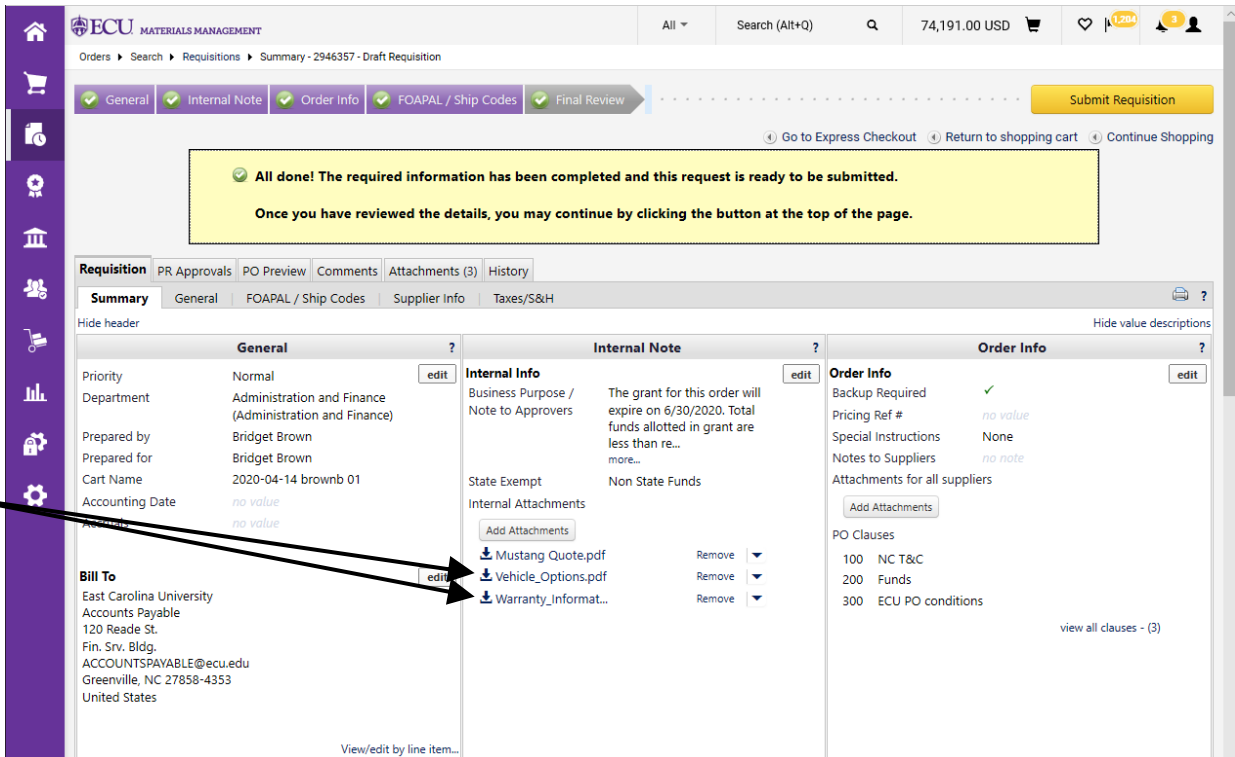 ECU MATERIALS MANAGEMENT
All
Search (Alt+Q)
74,191.00 USD
1,204
3
Orders Search Requisitions Summary - 2946357 - Draft Requisition
General
Internal Note
Order Info
FOAPAL / Ship Codes
Final Review
Submit Requisition
Go to Express Checkout
Return to shopping cart
Continue Shopping
All done! The required information has been completed and this request is ready to be submitted.
Once you have reviewed the details, you may continue by clicking the button at the top of the page.
Requisition
PR Approvals
PO Preview
Comments
Attachments (3)
History
Summary
General
FOAPAL / Ship Codes
Supplier Info
Taxes/S&H
?
Hide header
Hide value descriptions
General
?
Priority Normal
edit
Department Administration and Finance
(Administration and Finance)
Prepared by Bridget Brown
Prepared for Bridget Brown
Cart Name 2020-04-14 brownb 01
Accounting Date no value
no value
Bill To
edit
East Carolina University
Accounts Payable
120 Reade St.
Fin. Srv. Bldg.
ACCOUNTSPAYABLE@ecu.edu
Greenville, NC 27858-4353
United States
View/edit by line item...
Internal Note
?
Internal Info
edit
Business Purpose / The grant for this order will
Note to Approvers expire on 6/30/2020. Total
funds allotted in grant are
less than re...
more...
State Exempt Non State Funds
Internal Attachments
Add Attachments
Mustang Quote.pdf Remove
Vehicle_Options.pdf Remove
Warranty_Informat... Remove
Order Info
?
Order Info
edit
Backup Required ✓
Pricing Ref # no value
Special Instructions None
Notes to Suppliers no note
Attachments for all suppliers
Add Attachments
PO Clauses
100 NC T&C
200 Funds
300 ECU PO conditions
view all clauses - (3)